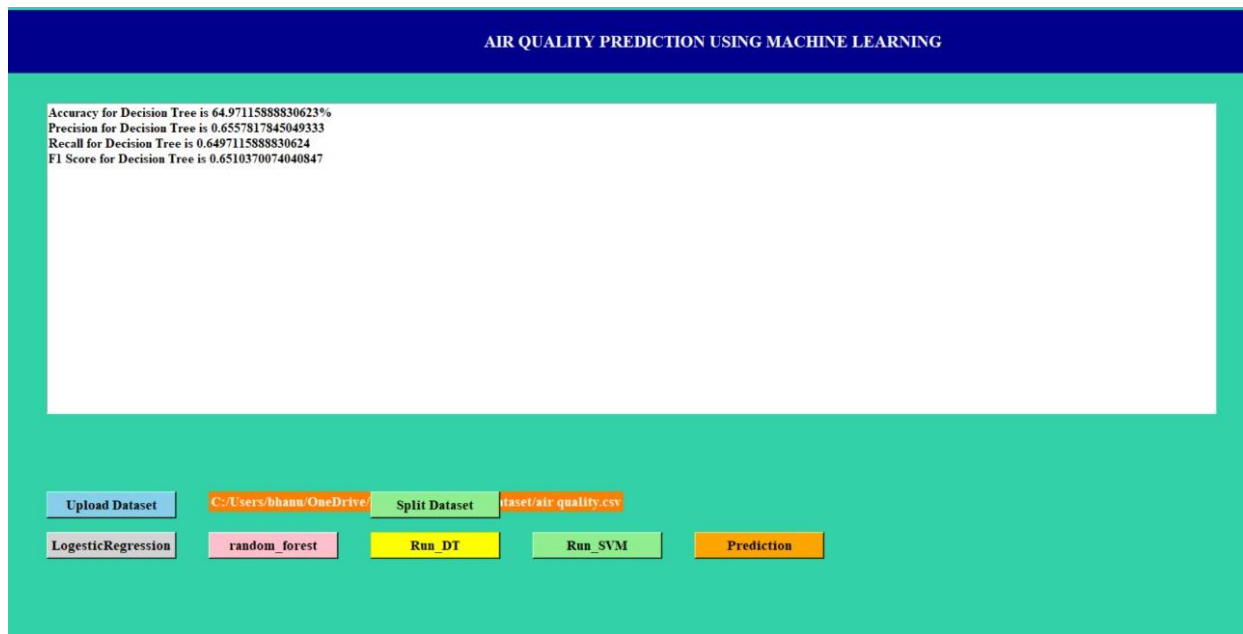 AIR QUALITY PREDICTION USING MACHINE LEARNING
Accuracy for Decision Tree is 64.97115888830623%
Precision for Decision Tree is 0.6557817845049333
Recall for Decision Tree is 0.6497115888830624
F1 Score for Decision Tree is 0.6510370074040847
Upload Dataset C:/Users/bhanu/OneDrive/ Split Dataset taset/air quality.csv
LogesticRegression random_forest Run_DT Run_SVM Prediction